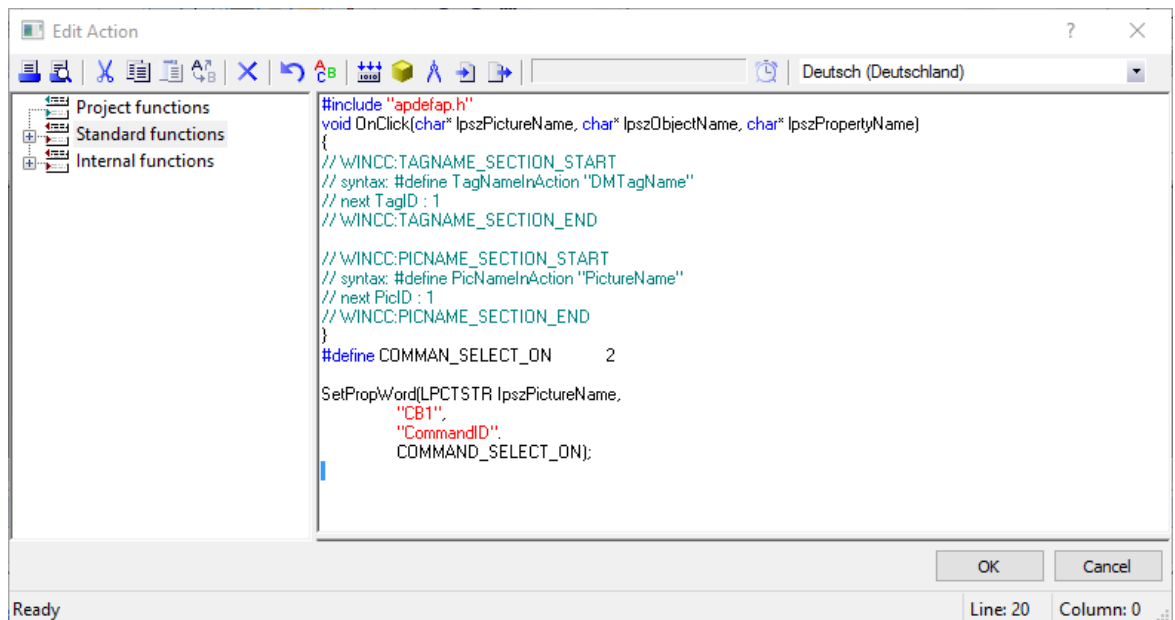 Edit Action
Deutsch (Deutschland)
Project functions
Standard functions
Internal functions
#include "apdefap.h"
void OnClick(char* lpszPictureName, char* lpszObjectName, char* lpszPropertyName)
{
// WINCC:TAGNAME_SECTION_START
// syntax: #define TagNameInAction "DMTagName"
// next TagID : 1
// WINCC:TAGNAME_SECTION_END
// WINCC:PICNAME_SECTION_START
// syntax: #define PicNameInAction "PictureName"
// next PicID : 1
// WINCC:PICNAME_SECTION_END
}
#define COMMAN_SELECT_ON 2
SetPropWord(LPCTSTR lpszPictureName,
"CB1",
"CommandID".
COMMAND_SELECT_ON);
OK Cancel
Ready Line: 20 Column: 0